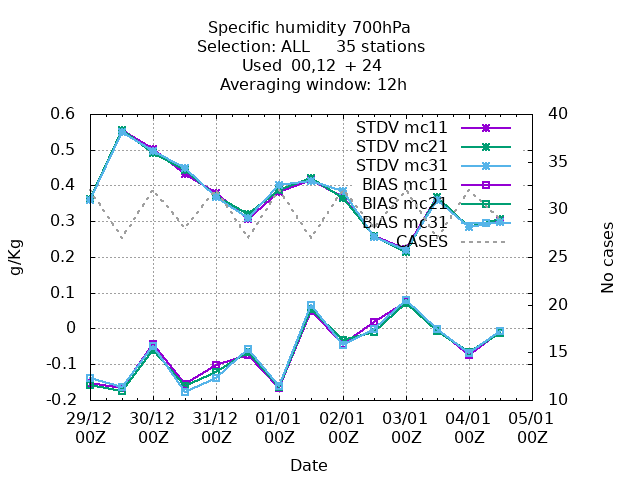 Specific humidity 700hPa
Selection: ALL 35 stations
Used 00,12 + 24
Averaging window: 12h
0.6
0.5
0.4
0.3
0.2
0.1
0
-0.1
-0.2
g/Kg
40
35
30
25
20
15
10
No cases
STDV mc11
STDV mc21
STDV mc31
BIAS mc11
BIAS mc21
BIAS mc31
CASES
29/12 30/12 31/12 01/01 02/01 03/01 04/01 05/01
00Z 00Z 00Z 00Z 00Z 00Z 00Z 00Z
Date